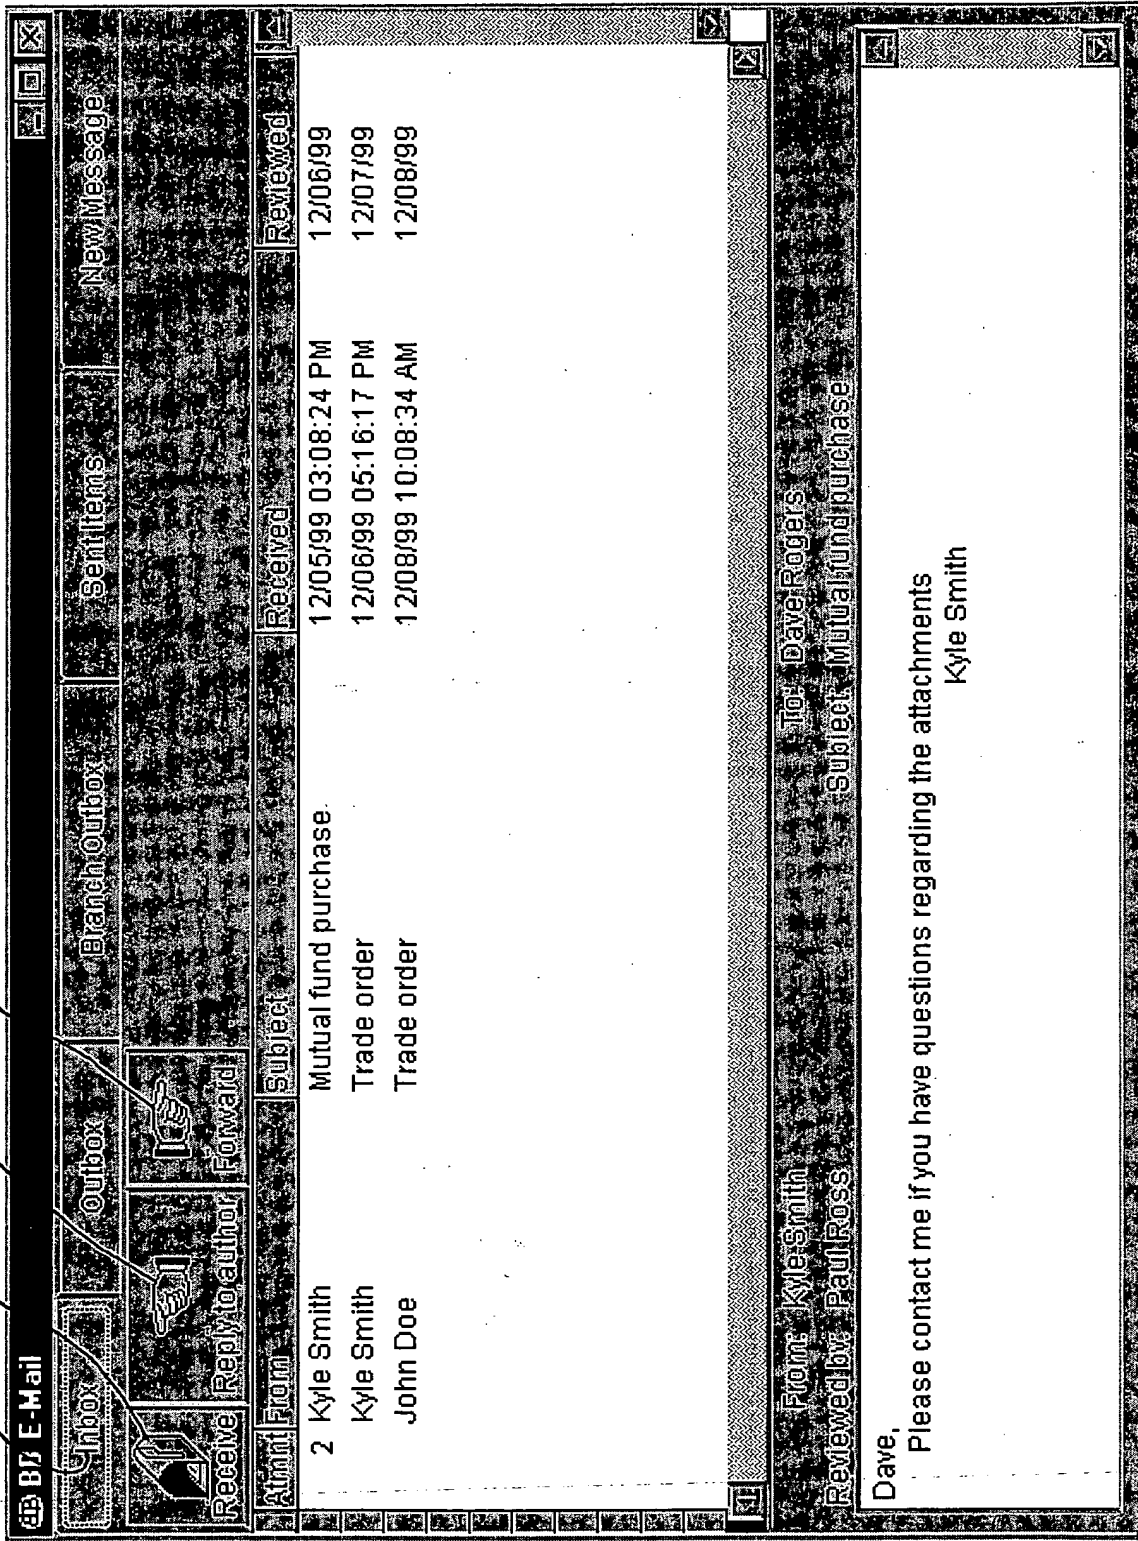 BB E-Mail
Inbox Outbox Branch Outbox Sent Items New Message
Receive Reply to author Forward
Atmnt From Subject Received Reviewed
2 Kyle Smith Mutual fund purchase 12/05/99 03:08:24 PM 12/06/99
Kyle Smith Trade order 12/06/99 05:16:17 PM 12/07/99
John Doe Trade order 12/08/99 10:08:34 AM 12/08/99
From: Kyle Smith To: Dave Rogers
Reviewed by: Paul Ross Subject: Mutual fund purchase
Dave,
Please contact me if you have questions regarding the attachments
Kyle Smith